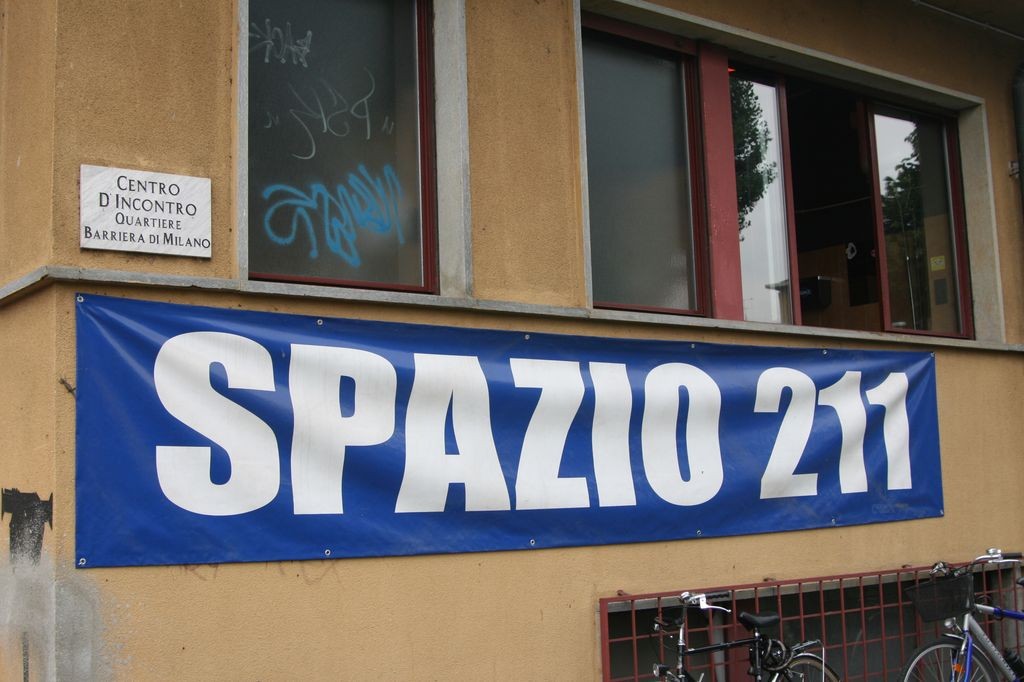 CENTRO
D'INCONTRO
QUARTIERE
BARRIERA DI MILANO
SPAZIO 211